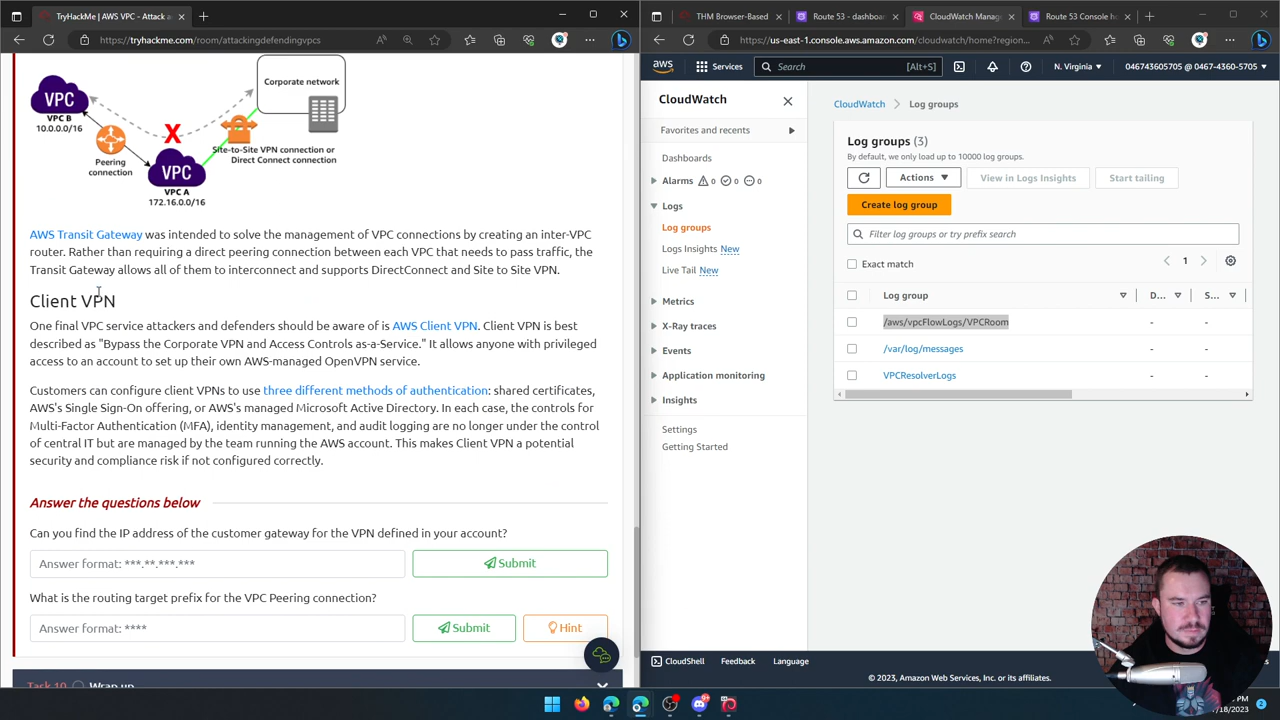 TryHackMe | AWS VPC - Attack a
THM Browser-Based
Route 53 - dashboa
CloudWatch Manag
Route 53 Console h
https://tryhackme.com/room/attackingdefendingvpcs
https://us-east-1.console.aws.amazon.com/cloudwatch/home?region...
aws
Services
Search
[Alt+S]
N. Virginia
046743605705 @ 0467-4360-5705
Corporate network
VPC
VPC B
10.0.0.0/16
X
Peering
connection
Site-to-Site VPN connection or
Direct Connect connection
VPC
VPC A
172.16.0.0/16
AWS Transit Gateway was intended to solve the management of VPC connections by creating an inter-VPC
router. Rather than requiring a direct peering connection between each VPC that needs to pass traffic, the
Transit Gateway allows all of them to interconnect and supports DirectConnect and Site to Site VPN.
Client VPN
One final VPC service attackers and defenders should be aware of is AWS Client VPN. Client VPN is best
described as "Bypass the Corporate VPN and Access Controls as-a-Service." It allows anyone with privileged
access to an account to set up their own AWS-managed OpenVPN service.
Customers can configure client VPNs to use three different methods of authentication: shared certificates,
AWS's Single Sign-On offering, or AWS's managed Microsoft Active Directory. In each case, the controls for
Multi-Factor Authentication (MFA), identity management, and audit logging are no longer under the control
of central IT but are managed by the team running the AWS account. This makes Client VPN a potential
security and compliance risk if not configured correctly.
Answer the questions below
Can you find the IP address of the customer gateway for the VPN defined in your account?
Answer format: ***.**.***.***
Submit
What is the routing target prefix for the VPC Peering connection?
Answer format: ****
Submit
Hint
Task 10
Wrap up
CloudWatch
Favorites and recents
Dashboards
Alarms
0
0
0
Logs
Log groups
Logs Insights New
Live Tail New
Metrics
X-Ray traces
Events
Application monitoring
Insights
Settings
Getting Started
CloudWatch
Log groups
Log groups (3)
By default, we only load up to 10000 log groups.
Actions
View in Logs Insights
Start tailing
Create log group
Filter log groups or try prefix search
1
Exact match
Log group
D...
S...
/aws/vpcFlowLogs/VPCRoom
-
-
/var/log/messages
-
-
VPCResolverLogs
-
-
CloudShell
Feedback
Language
© 2023, Amazon Web Services, Inc. or its affiliates.
/18/2023
2